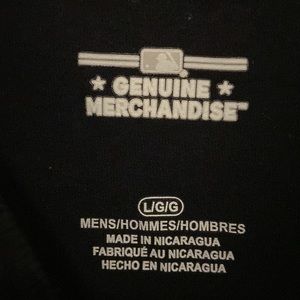 GENUINE
MERCHANDISE™
L/G/G
MENS/HOMMES/HOMBRES
MADE IN NICARAGUA
FABRIQUÉ AU NICARAGUA
HECHO EN NICARAGUA